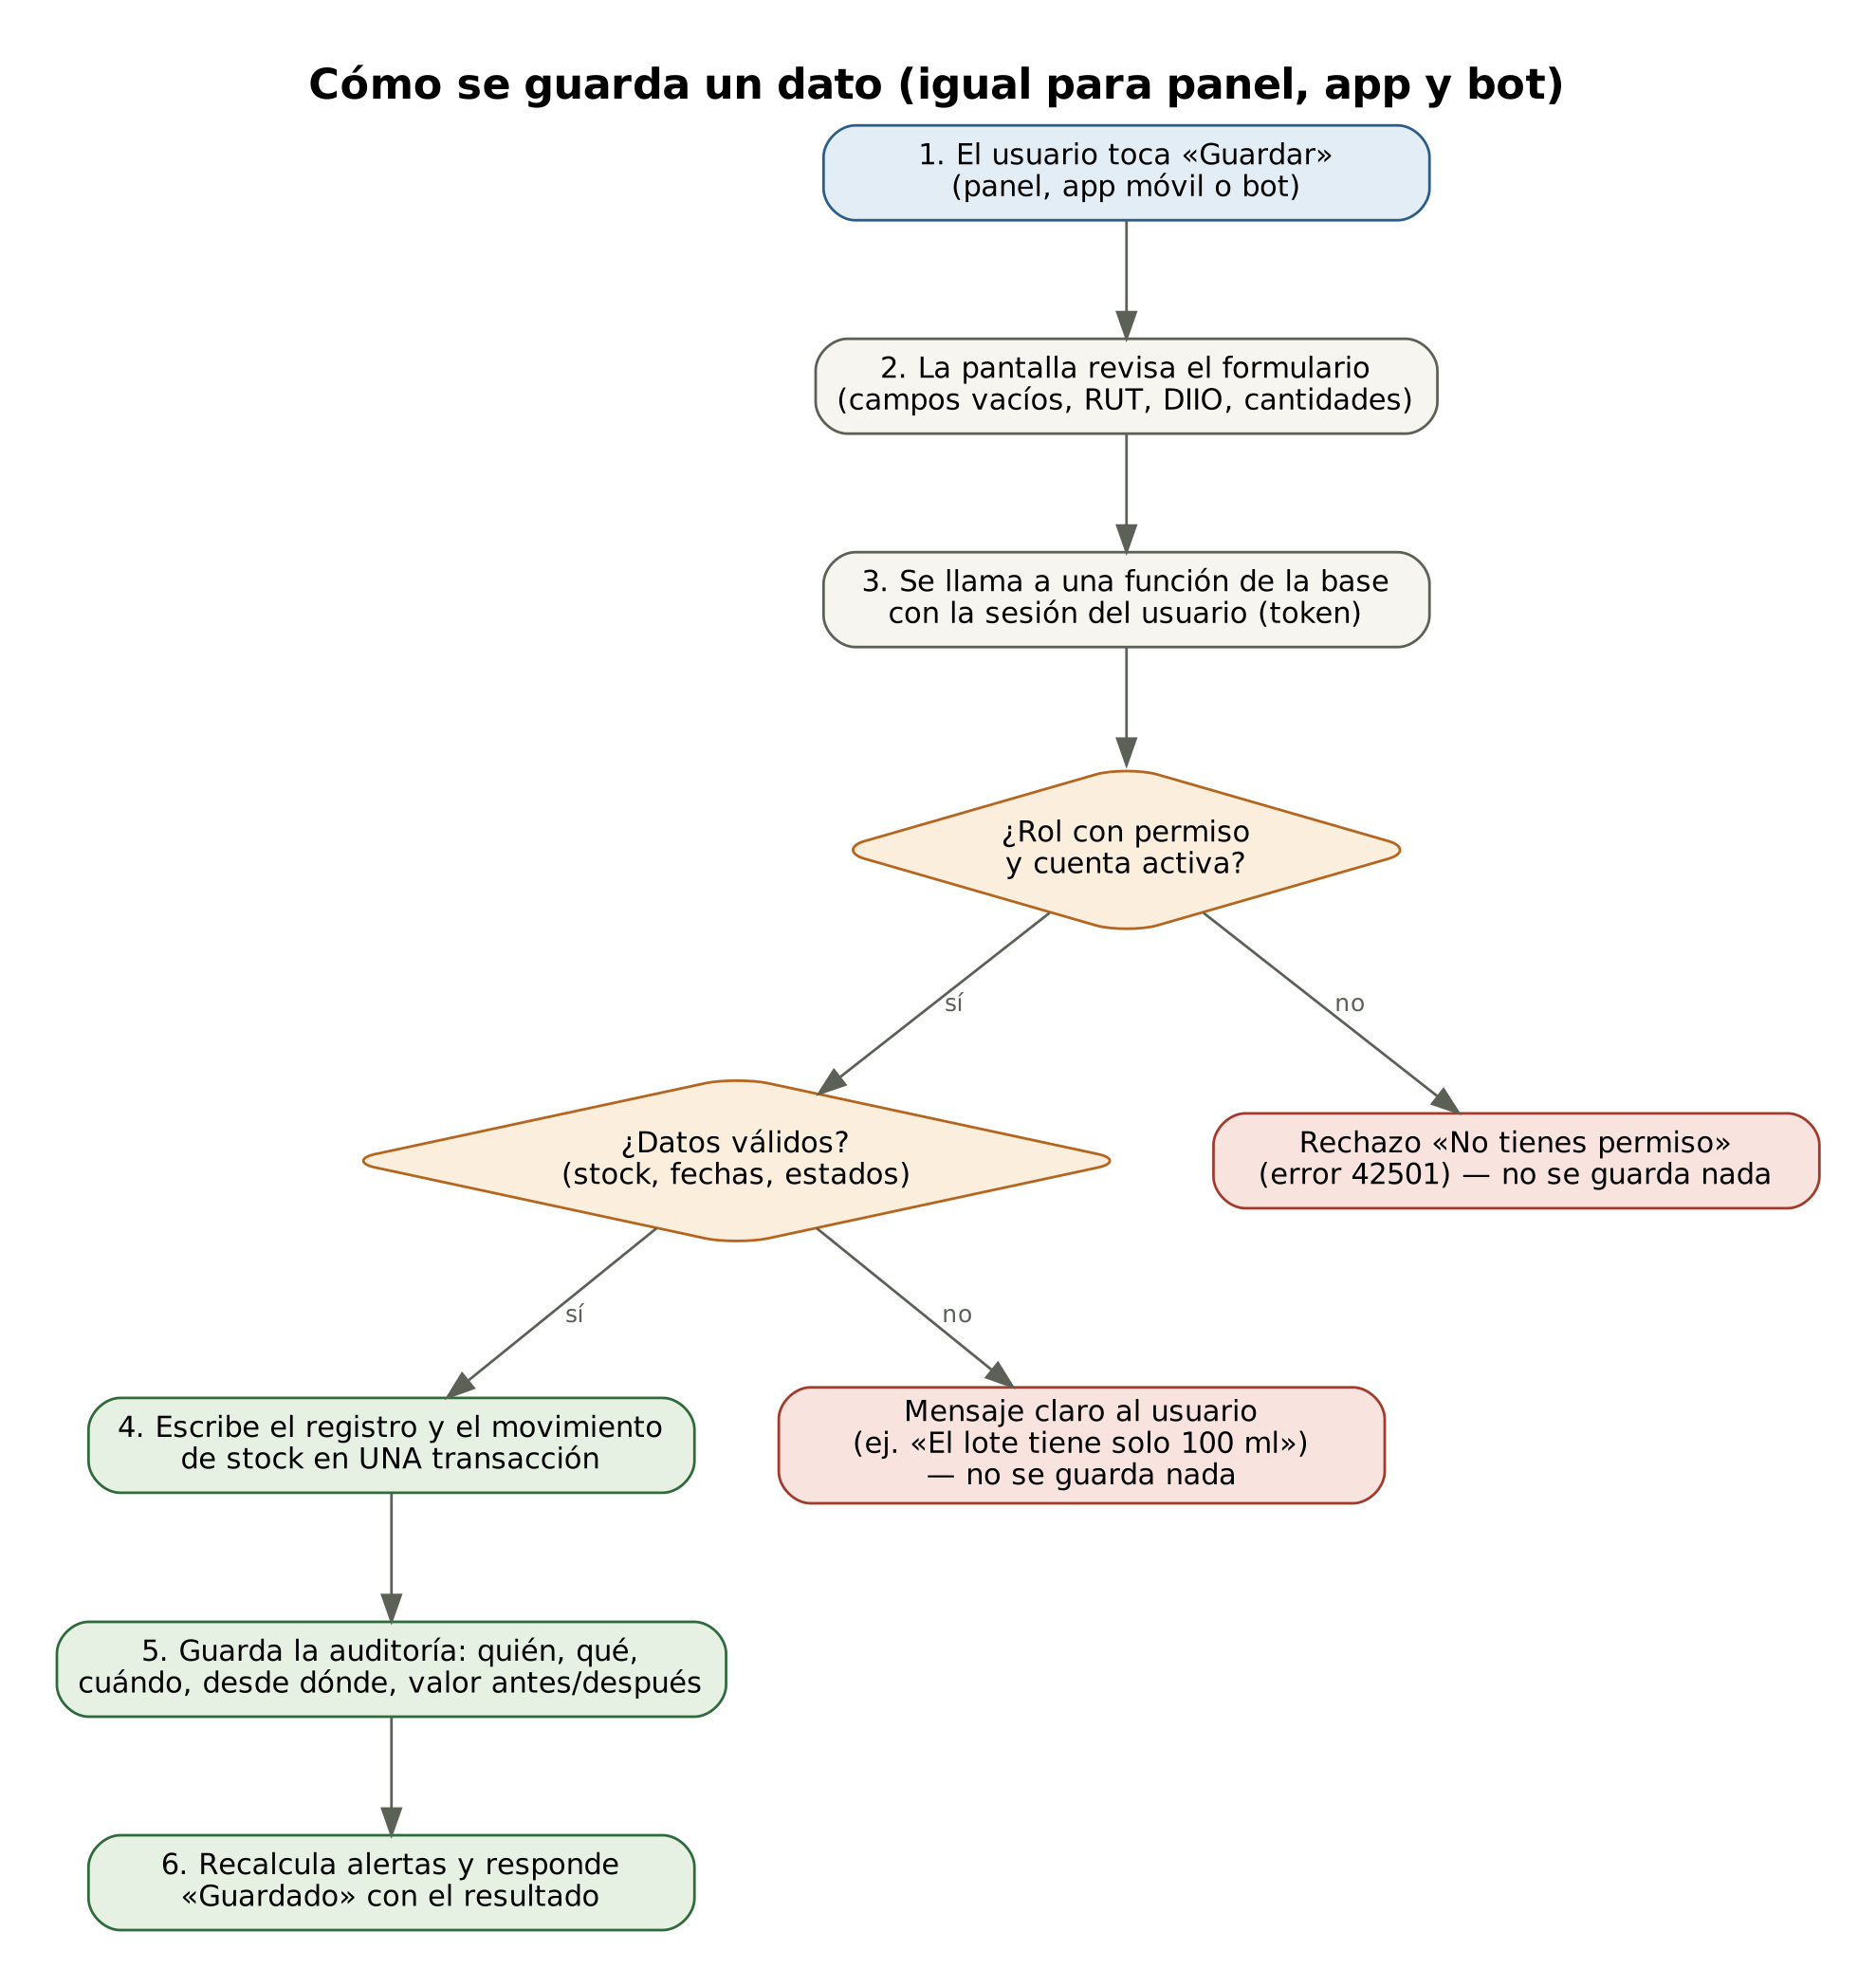 Cómo se guarda un dato (igual para panel, app y bot)
1. El usuario toca «Guardar»
(panel, app móvil o bot)
2. La pantalla revisa el formulario
(campos vacíos, RUT, DIIO, cantidades)
3. Se llama a una función de la base
con la sesión del usuario (token)
¿Rol con permiso
y cuenta activa?
sí
no
¿Datos válidos?
(stock, fechas, estados)
Rechazo «No tienes permiso»
(error 42501) — no se guarda nada
sí
no
4. Escribe el registro y el movimiento
de stock en UNA transacción
Mensaje claro al usuario
(ej. «El lote tiene solo 100 ml»)
— no se guarda nada
5. Guarda la auditoría: quién, qué,
cuándo, desde dónde, valor antes/después
6. Recalcula alertas y responde
«Guardado» con el resultado